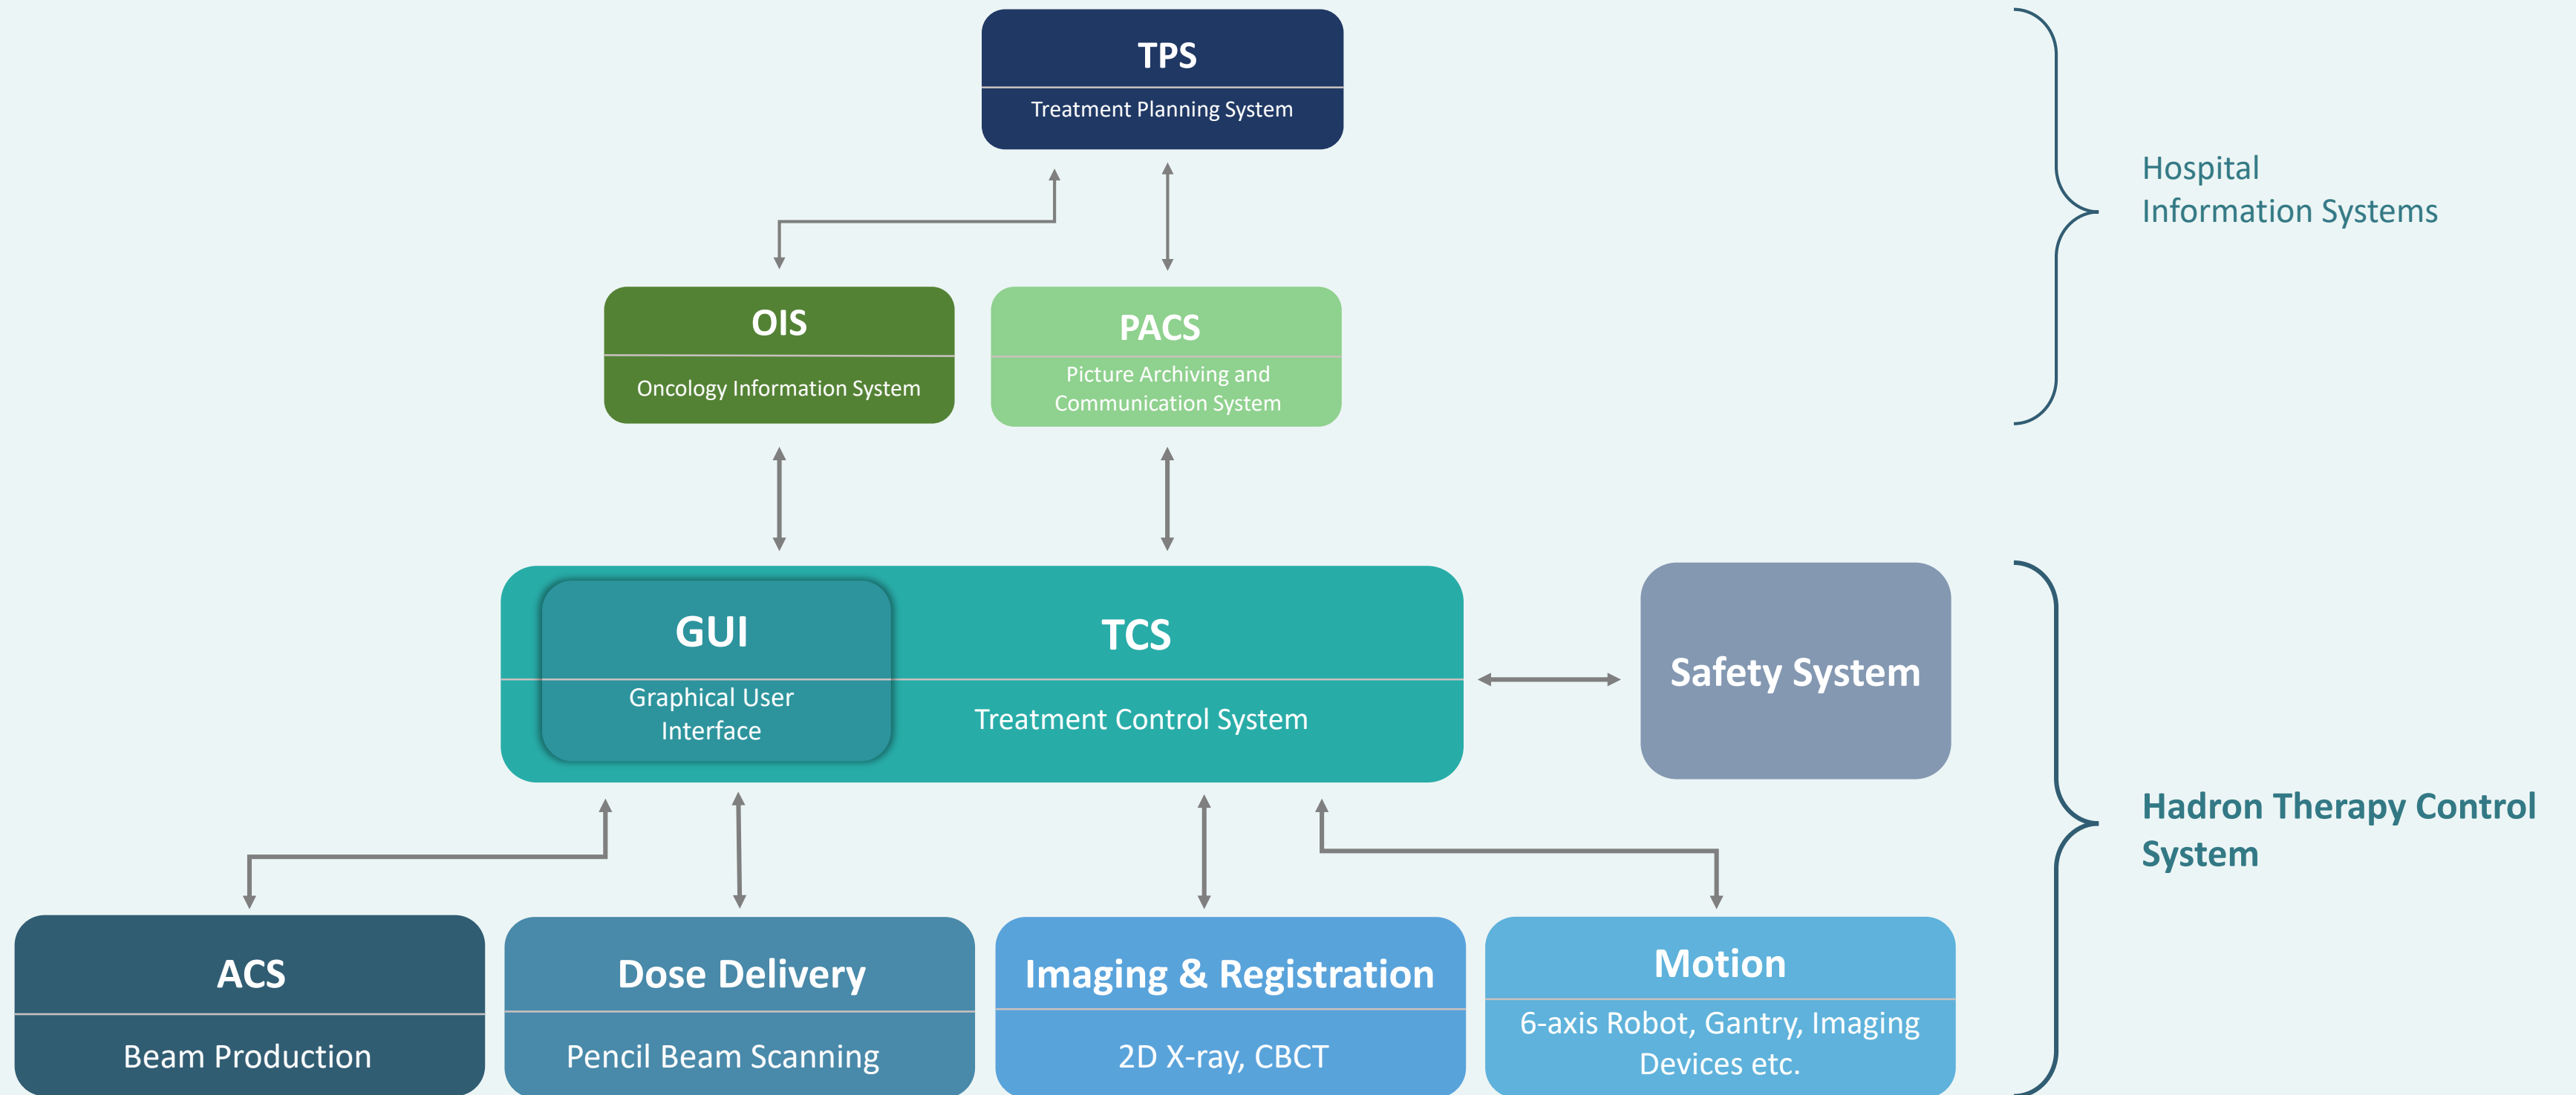 TPS
Treatment Planning System
Hospital
Information Systems
OIS
Oncology Information System
PACS
Picture Archiving and
Communication System
GUI
Graphical User
Interface
TCS
Treatment Control System
Safety System
Hadron Therapy Control
System
ACS
Beam Production
Dose Delivery
Pencil Beam Scanning
Imaging & Registration
2D X-ray, CBCT
Motion
6-axis Robot, Gantry, Imaging
Devices etc.